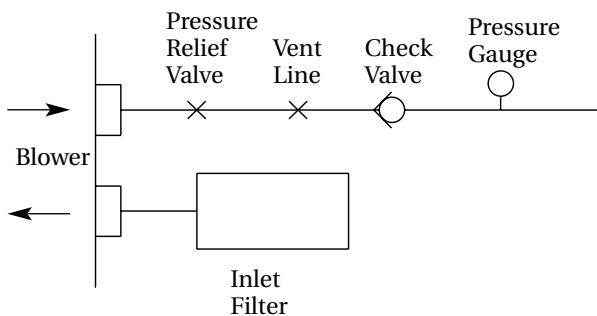 Pressure
Relief
Valve
Vent
Line
Check
Valve
Pressure
Gauge
Blower
Inlet
Filter